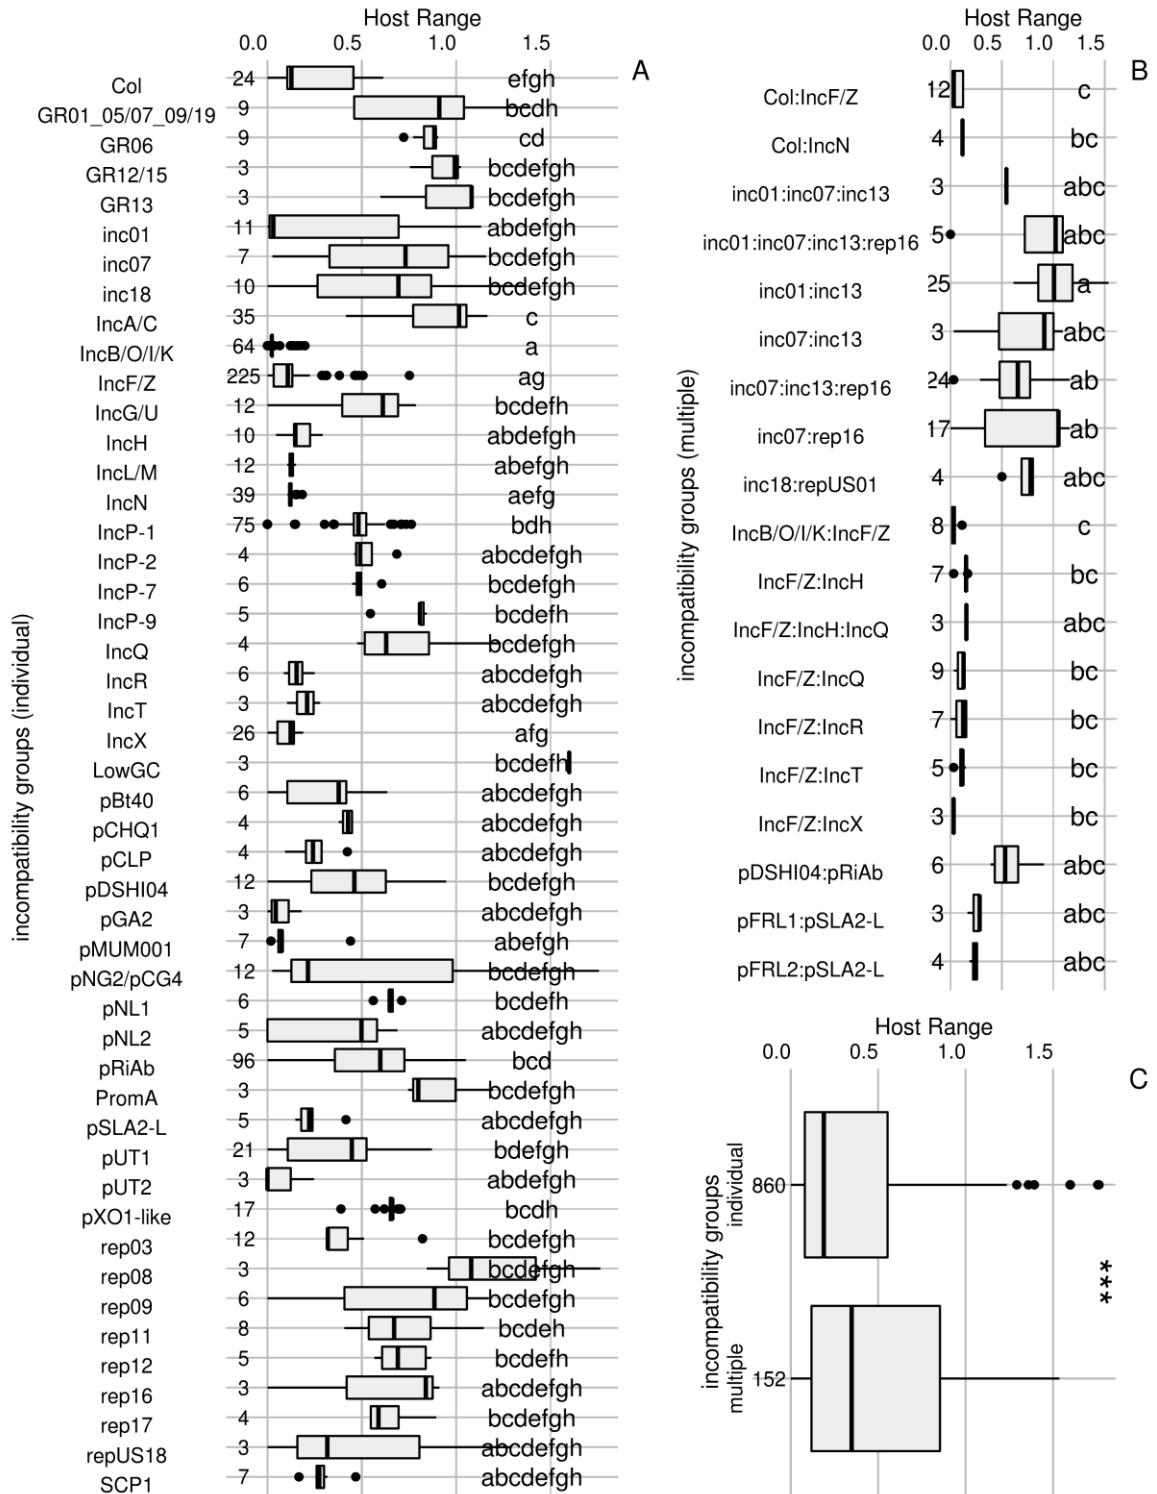 Host Range
0.0 0.5 1.0 1.5
A
incompatibility groups (individual)
Col 24 efgh
GR01_05/07_09/19 9 bcdh
GR06 9 cd
GR12/15 3 bcdefgh
GR13 3 bcdefgh
inc01 11 abdefgh
inc07 7 bcdefgh
inc18 10 bcdefgh
IncA/C 35 c
IncB/O/I/K 64 a
IncF/Z 225 ag
IncG/U 12 bcdefh
IncH 10 abdefgh
IncL/M 12 abefgh
IncN 39 aefg
IncP-1 75 bdh
IncP-2 4 abcdefgh
IncP-7 6 bcdefgh
IncP-9 5 bcdefh
IncQ 4 bcdefgh
IncR 6 abcdefgh
IncT 3 abcdefgh
IncX 26 afg
LowGC 3 bcdefh
pBt40 6 abcdefgh
pCHQ1 4 abcdefgh
pCLP 4 abcdefgh
pDSHI04 12 bcdefgh
pGA2 3 abcdefgh
pMUM001 7 abefgh
pNG2/pCG4 12 bcdefgh
pNL1 6 bcdefh
pNL2 5 abcdefgh
pRiAb 96 bcd
PromA 3 bcdefgh
pSLA2-L 5 abcdefgh
pUT1 21 bdefgh
pUT2 3 abdefgh
pXO1-like 17 bcdh
rep03 12 bcdefgh
rep08 3 bcdefgh
rep09 6 bcdefgh
rep11 8 bcdeh
rep12 5 bcdefh
rep16 3 abcdefgh
rep17 4 bcdefgh
repUS18 3 abcdefgh
SCP1 7 abcdefgh
Host Range
0.0 0.5 1.0 1.5
B
incompatibility groups (multiple)
Col:IncF/Z 12 c
Col:IncN 4 bc
inc01:inc07:inc13 3 abc
inc01:inc07:inc13:rep16 5 abc
inc01:inc13 25 a
inc07:inc13 3 abc
inc07:inc13:rep16 24 ab
inc07:rep16 17 ab
inc18:repUS01 4 abc
IncB/O/I/K:IncF/Z 8 c
IncF/Z:IncH 7 bc
IncF/Z:IncH:IncQ 3 abc
IncF/Z:IncQ 9 bc
IncF/Z:IncR 7 bc
IncF/Z:IncT 5 bc
IncF/Z:IncX 3 bc
pDSHI04:pRiAb 6 abc
pFRL1:pSLA2-L 3 abc
pFRL2:pSLA2-L 4 abc
Host Range
0.0 0.5 1.0 1.5
C
incompatibility groups
individual 860
multiple 152
***